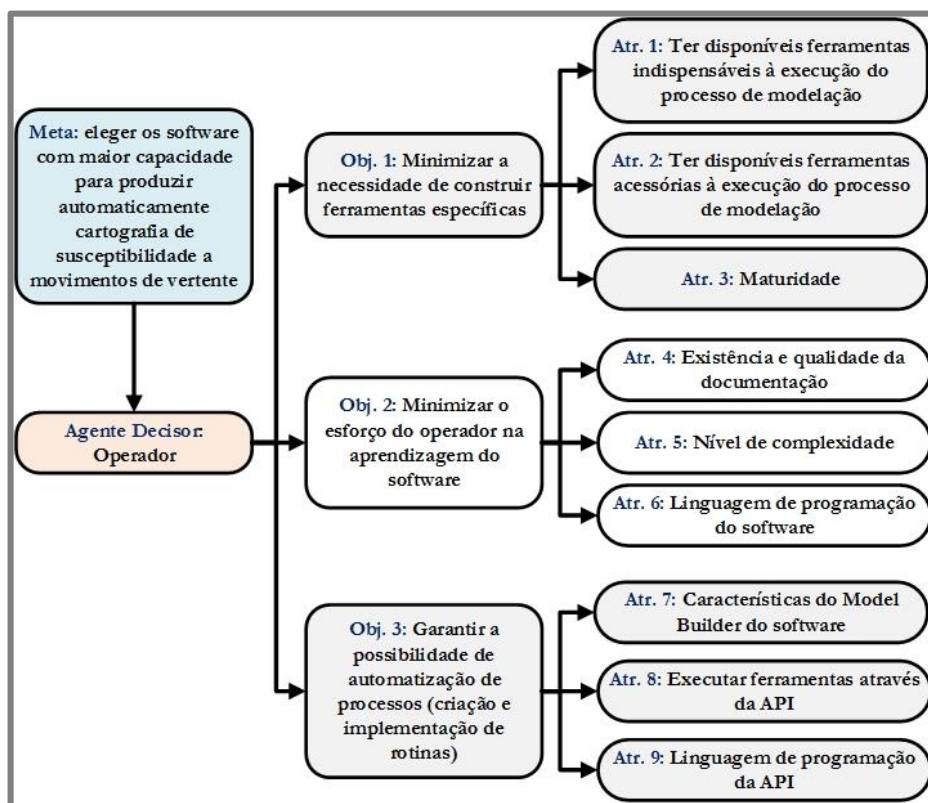 Meta: eleger os software
com maior capacidade
para produzir
automaticamente
cartografia de
susceptibilidade a
movimentos de vertente
Agente Decisor:
Operador
Obj. 1: Minimizar a
necessidade de construir
ferramentas específicas
Atr. 1: Ter disponíveis ferramentas
indispensáveis à execução do
processo de modelação
Atr. 2: Ter disponíveis ferramentas
acessórias à execução do processo
de modelação
Atr. 3: Maturidade
Obj. 2: Minimizar o
esforço do operador na
aprendizagem do
software
Atr. 4: Existência e qualidade da
documentação
Atr. 5: Nível de complexidade
Atr. 6: Linguagem de programação
do software
Obj. 3: Garantir a
possibilidade de
automatização de
processos (criação e
implementação de
rotinas)
Atr. 7: Características do Model
Builder do software
Atr. 8: Executar ferramentas através
da API
Atr. 9: Linguagem de programação
da API